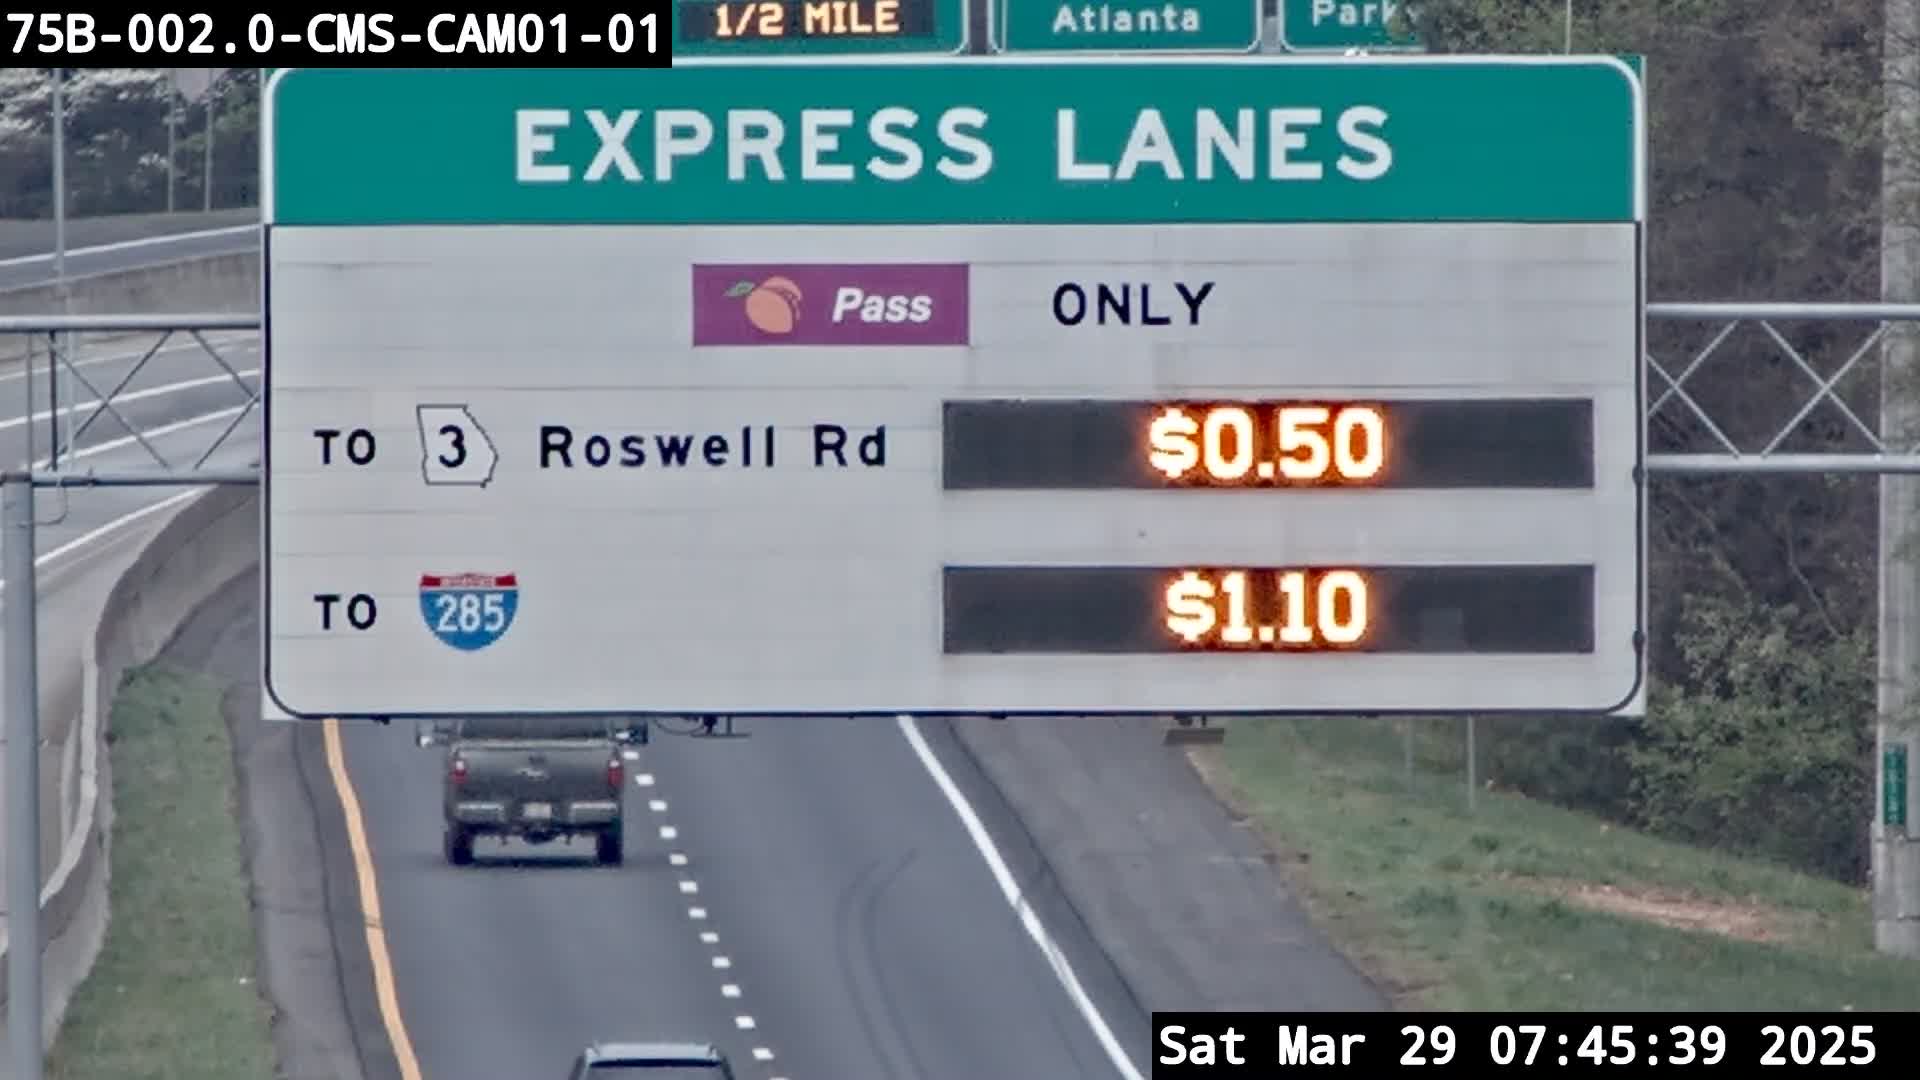 75B-002.0-CMS-CAM01-01
1/2 MILE
Atlanta
EXPRESS LANES
Pass ONLY
TO 3 Roswell Rd $0.50
TO 285 $1.10
Sat Mar 29 07:45:39 2025